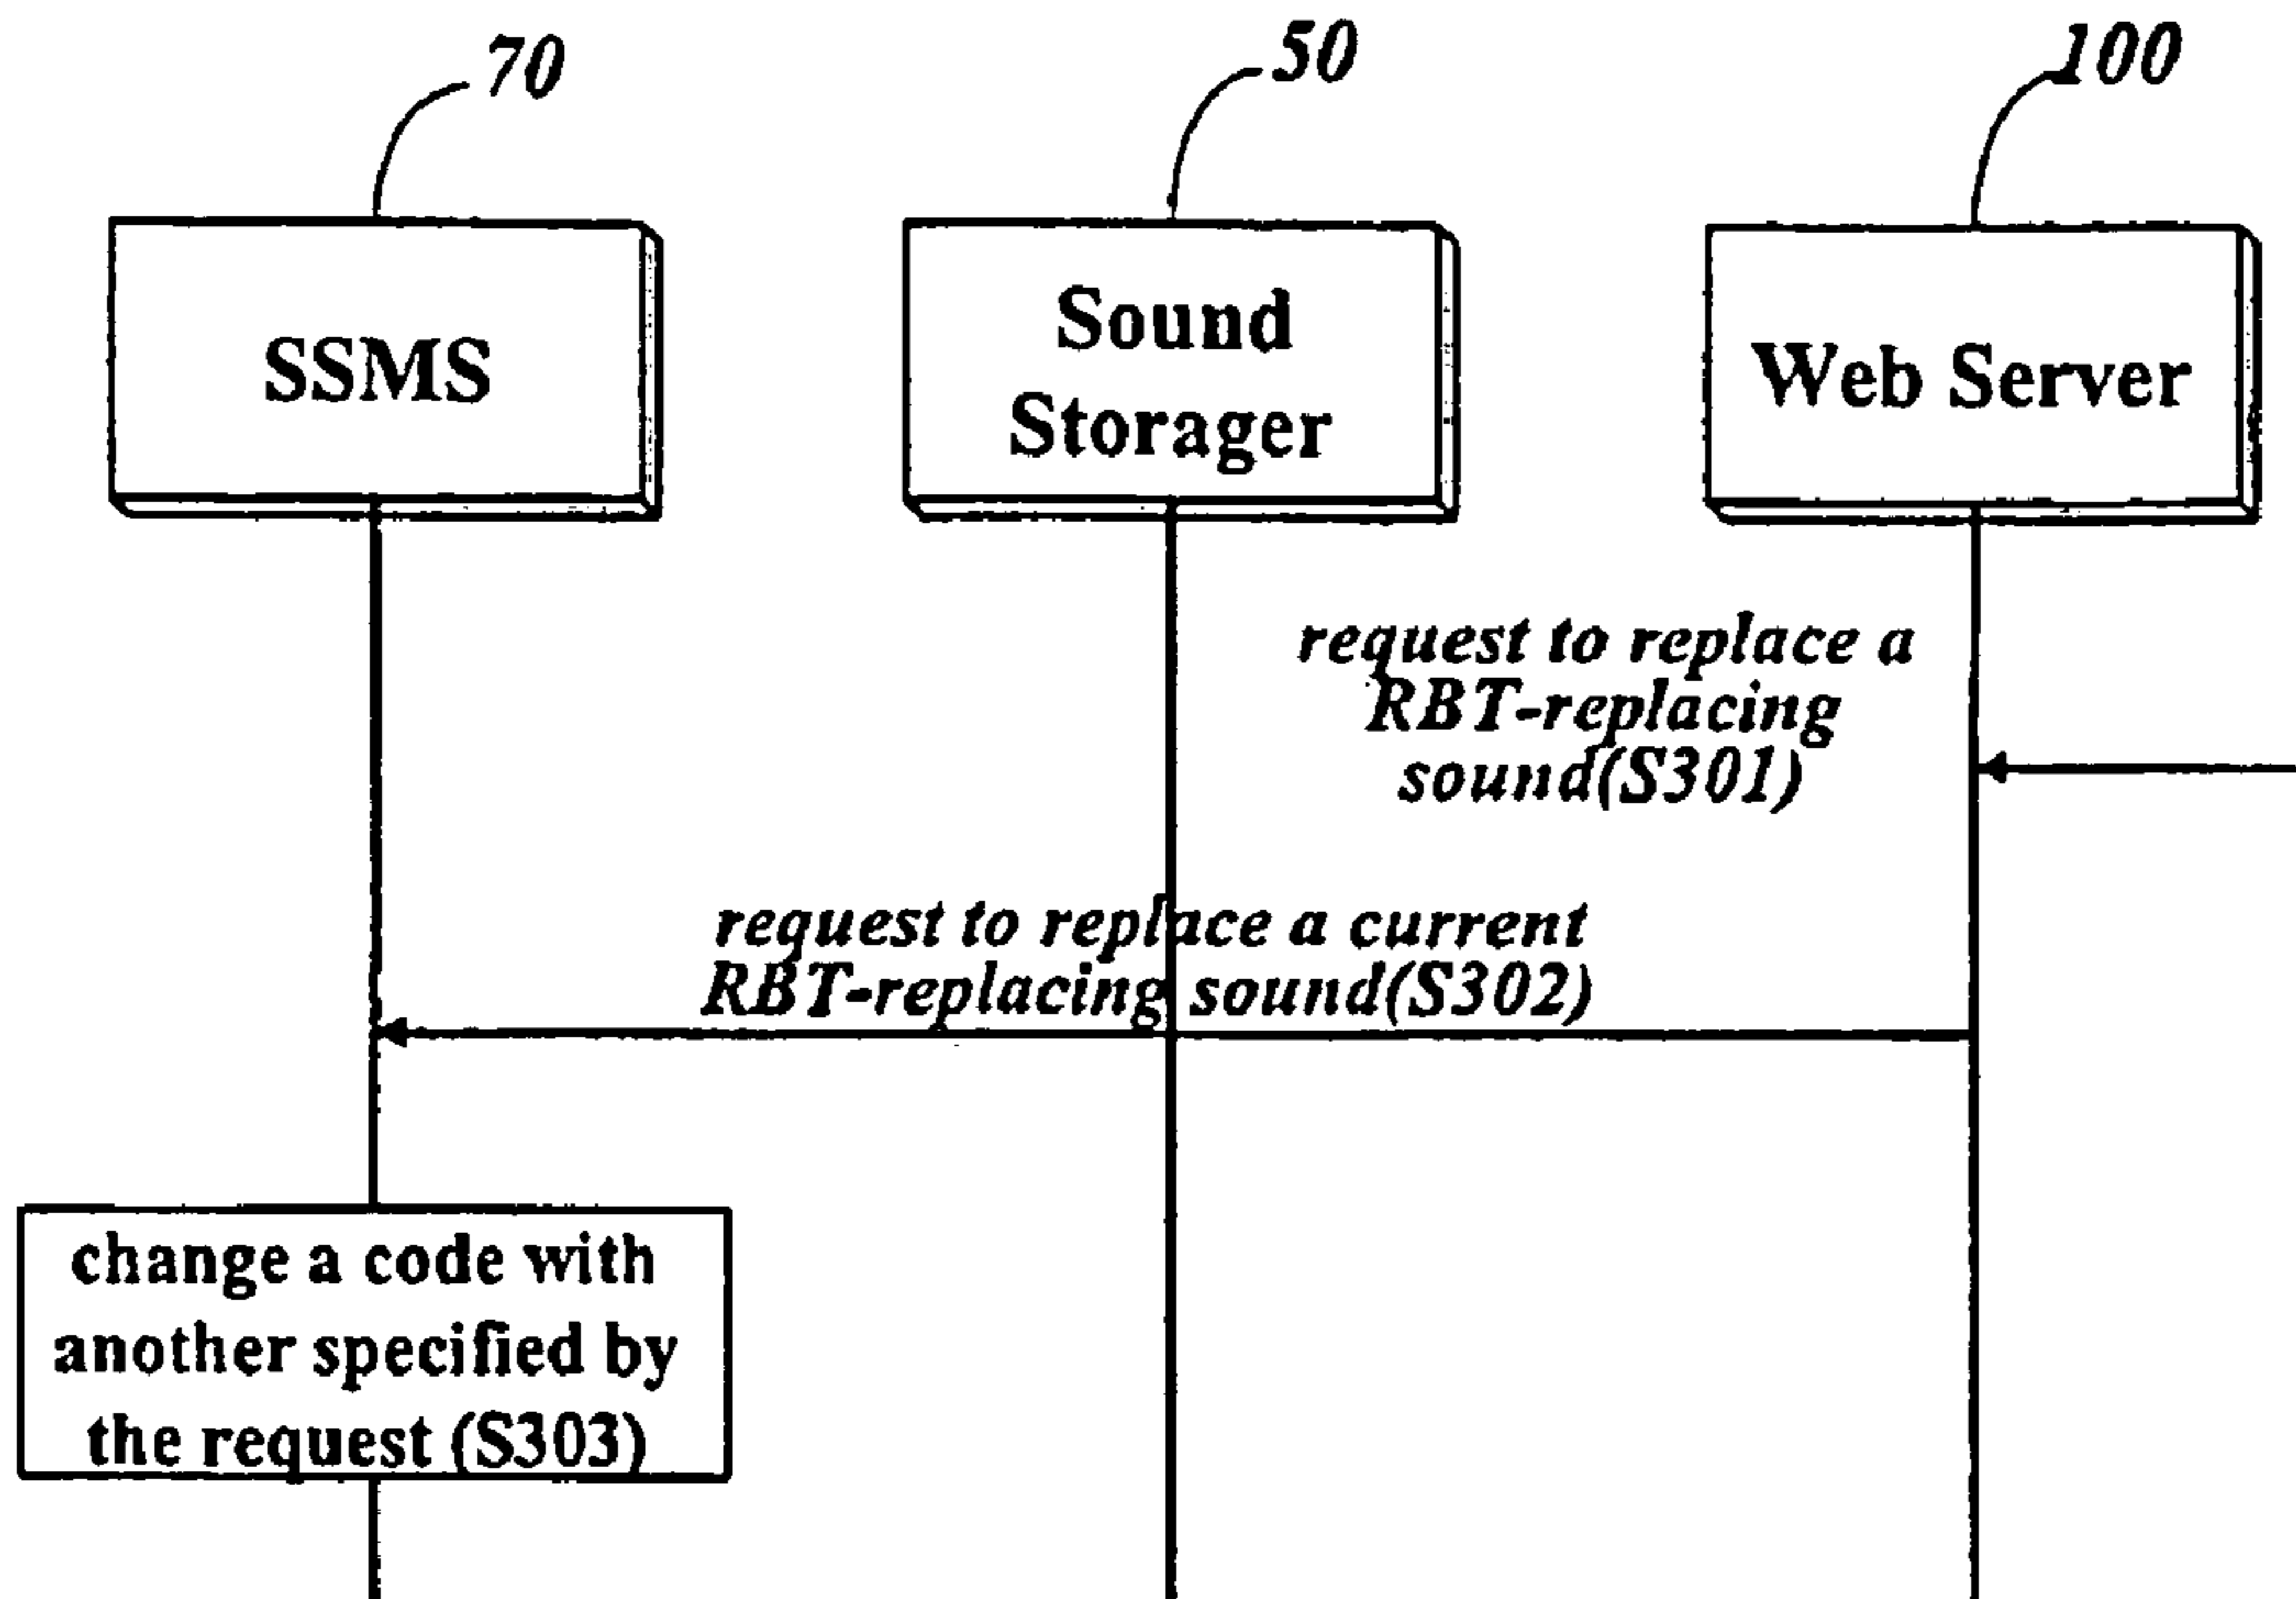 70
50
100
SSMS
Sound
Storager
Web Server
request to replace a
RBT-replacing
sound(S301)
request to replace a current
RBT-replacing sound(S302)
change a code with
another specified by
the request (S303)